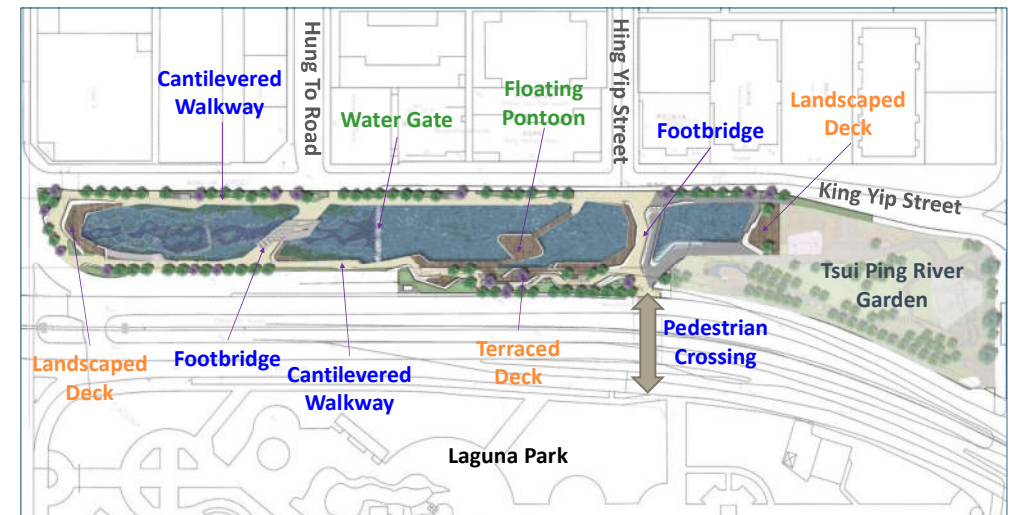 Cantilevered
Walkway
Hung To Road
Water Gate
Floating
Pontoon
Hing Yip Street
Footbridge
Landscaped
Deck
King Yip Street
Tsui Ping River
Garden
Landscaped
Deck
Footbridge
Cantilevered
Walkway
Terraced
Deck
Pedestrian
Crossing
Laguna Park